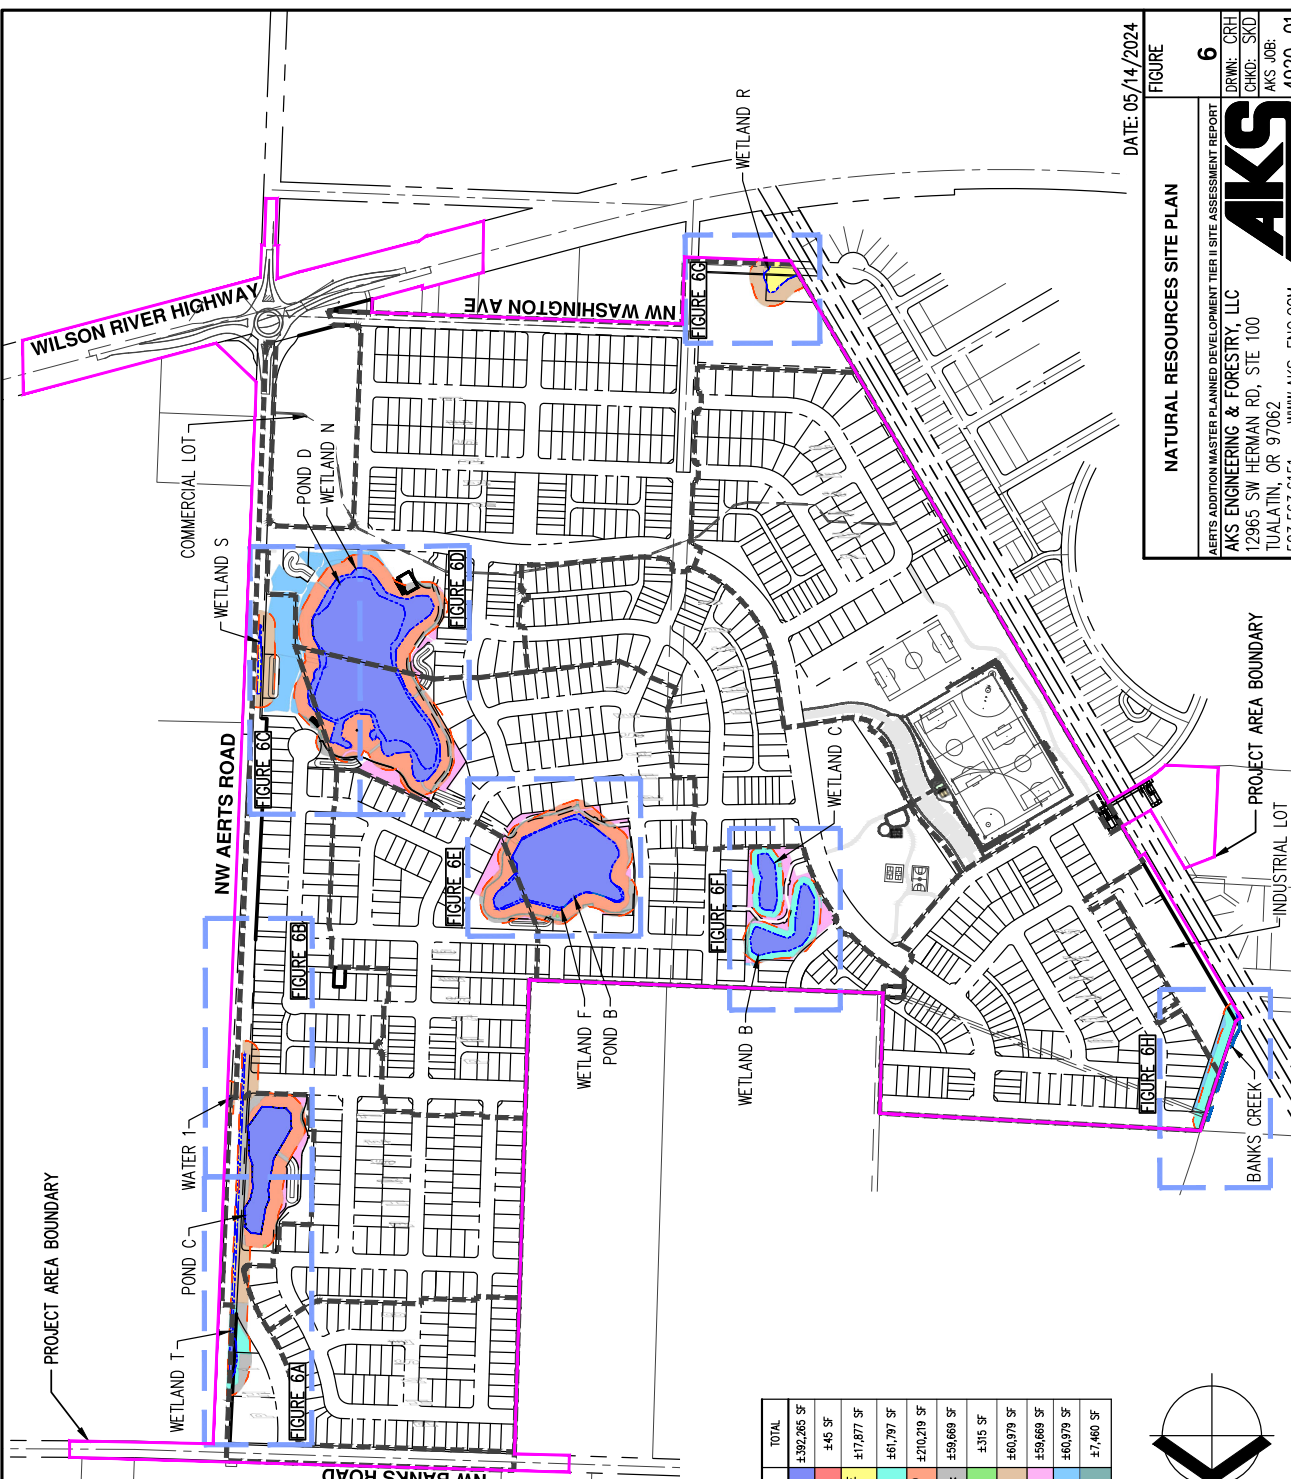 DATE: 05/14/2024
FIGURE
6
NATURAL RESOURCES SITE PLAN
AERTS ADDITION MASTER PLANNED DEVELOPMENT TIER II SITE ASSESSMENT REPORT
DRWN: CRH
CHKD: SKD
AKS JOB:
AKS
AKS ENGINEERING & FORESTRY, LLC
12965 SW HERMAN RD, STE 100
TUALATIN, OR 97062
WETLAND R
WILSON RIVER HIGHWAY
NW WASHINGTON AVE
FIGURE 6G
COMMERCIAL LOT
POND D
WETLAND N
WETLAND S
FIGURE 6D
FIGURE 6C
NW AERTS ROAD
FIGURE 6E
WETLAND C
FIGURE 6F
FIGURE 6B
WETLAND F
POND B
WETLAND B
PROJECT AREA BOUNDARY
INDUSTRIAL LOT
FIGURE 6H
BANKS CREEK
WATER 1
POND C
PROJECT AREA BOUNDARY
WETLAND T
FIGURE 6A
NW BANKS ROAD
TOTAL
±392,265 SF
±45 SF
±17,877 SF
±61,797 SF
±210,219 SF
±59,669 SF
±315 SF
±60,979 SF
±59,669 SF
±60,979 SF
±7,460 SF